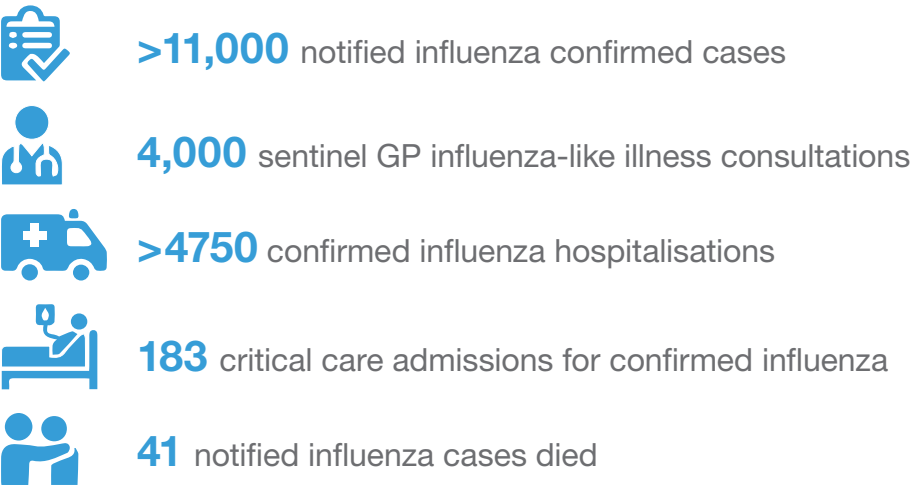 >11,000 notified influenza confirmed cases
4,000 sentinel GP influenza-like illness consultations
>4750 confirmed influenza hospitalisations
183 critical care admissions for confirmed influenza
41 notified influenza cases died